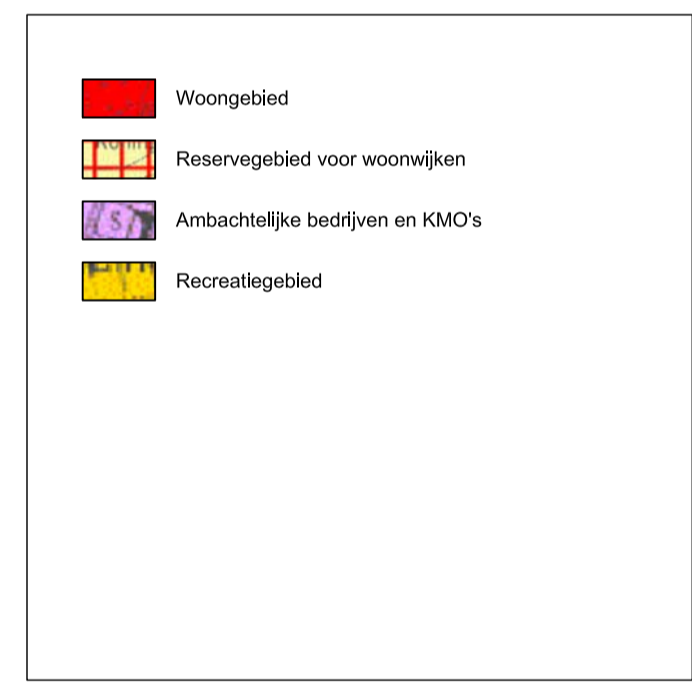 Woongebied
Reservegebied voor woonwijken
S
Ambachtelijke bedrijven en KMO's
Recreatiegebied